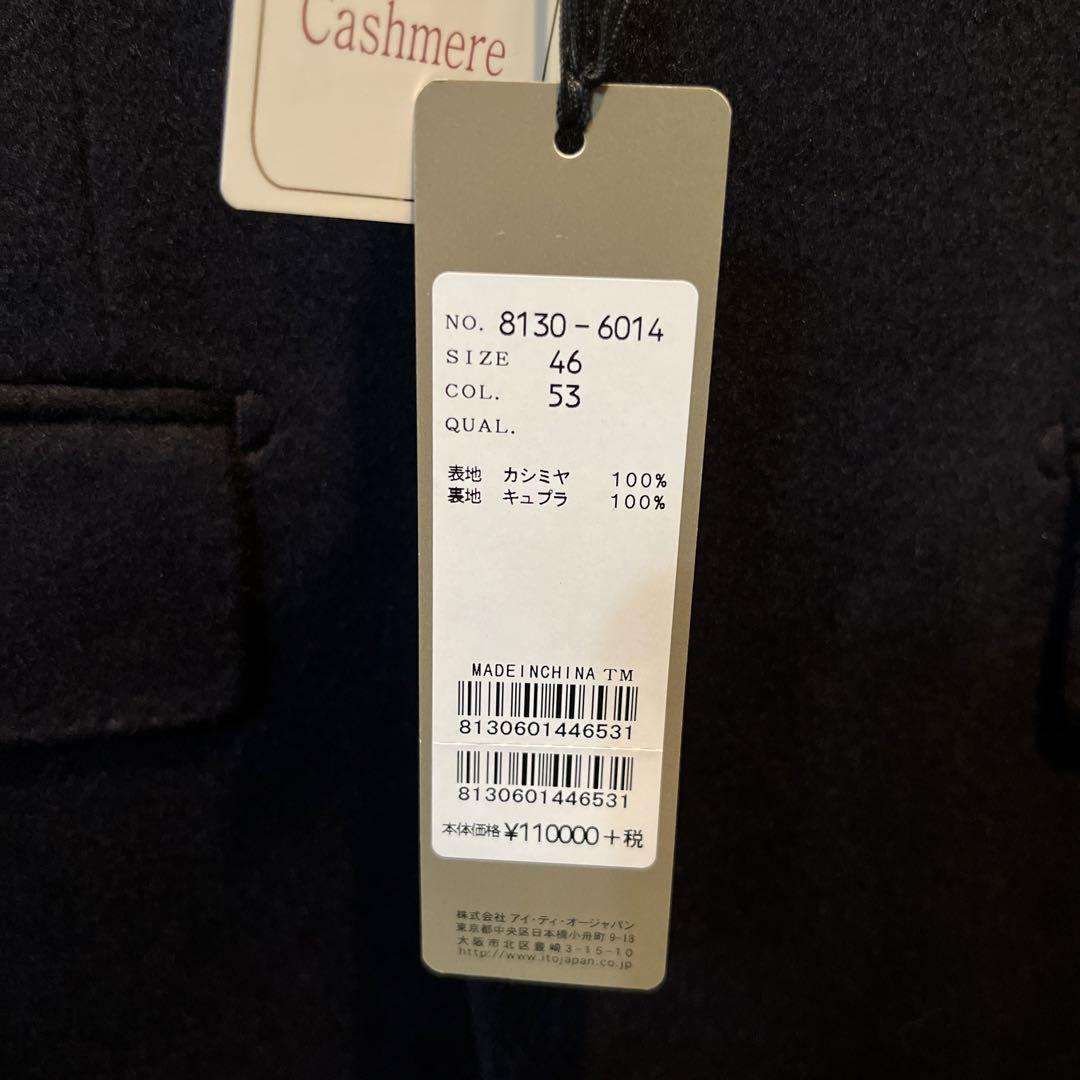 Cashmere
NO. 8130-6014
SIZE 46
COL. 53
QUAL.
表地 カシミヤ 100%
裏地 キュプラ 100%
MADEINCHINA TM
8130601446531
8130601446531
本体価格 ¥110000+税
株式会社 アイ・ティ・オージャパン
東京都中央区日本橋小舟町9-18
大阪市北区豊崎3-15-10
http://www.itojapan.co.jp